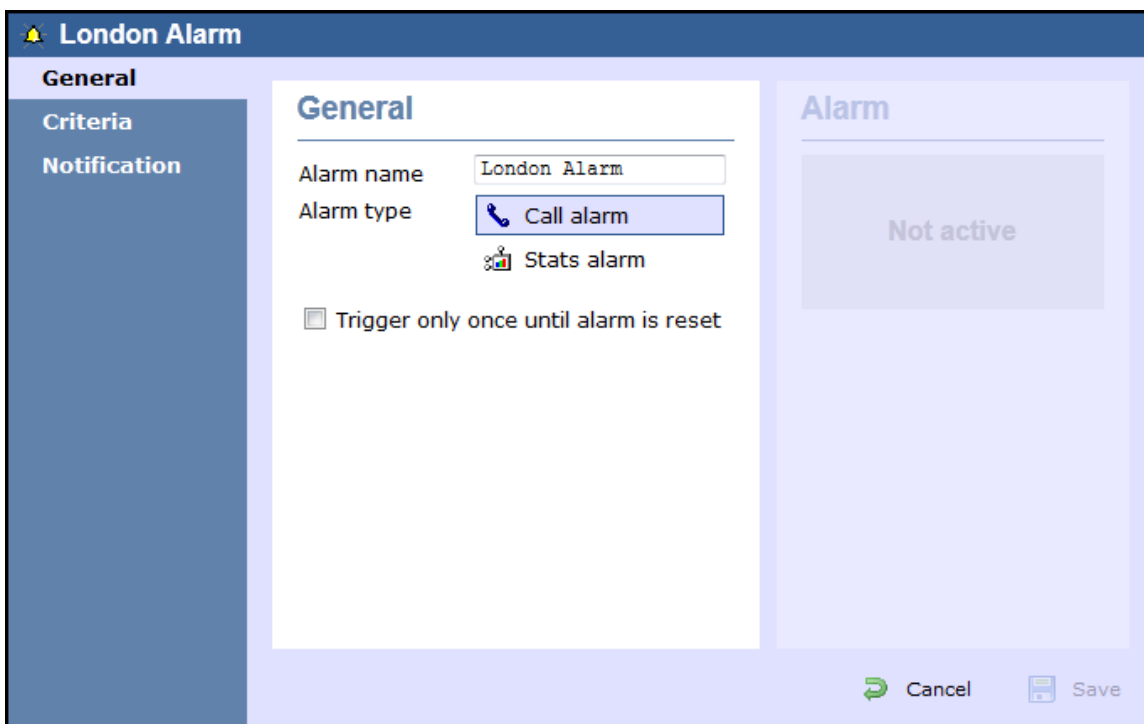 London Alarm
General
Criteria
Notification
General
Alarm name London Alarm
Alarm type Call alarm
Stats alarm
Trigger only once until alarm is reset
Alarm
Not active
Cancel Save